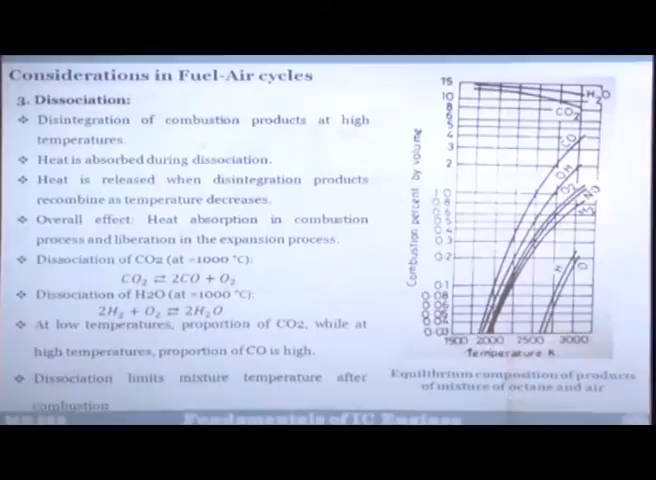 Considerations in Fuel-Air cycles
3. Dissociation:
❖ Disintegration of combustion products at high
temperatures.
❖ Heat is absorbed during dissociation.
❖ Heat is released when disintegration products
recombine as temperature decreases.
❖ Overall effect: Heat absorption in combustion
process and liberation in the expansion process.
❖ Dissociation of CO2 (at ~1000 °C):
CO₂ ⇄ 2CO + O₂
❖ Dissociation of H2O (at ~1000 °C):
2H₂ + O₂ ⇄ 2H₂O
❖ At low temperatures, proportion of CO2, while at
high temperatures, proportion of CO is high.
❖ Dissociation limits mixture temperature after
combustion
Combustion percent by volume
15
10
8
6
5
4
3
2
1.0
0.8
0.6
0.5
0.4
0.3
0.2
0.1
0.08
0.06
0.04
0.03
H₂O
CO₂
CO
OH
O₂
NO
H₂
H
O
1500 2000 2500 3000
Temperature K
Equilibrium composition of products
of mixture of octane and air
Fundamentals of IC Engines